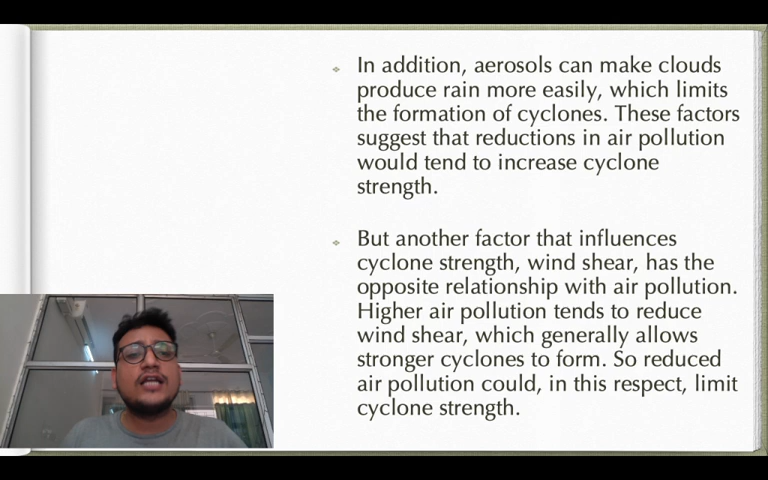 In addition, aerosols can make clouds
produce rain more easily, which limits
the formation of cyclones. These factors
suggest that reductions in air pollution
would tend to increase cyclone
strength.
But another factor that influences
cyclone strength, wind shear, has the
opposite relationship with air pollution.
Higher air pollution tends to reduce
wind shear, which generally allows
stronger cyclones to form. So reduced
air pollution could, in this respect, limit
cyclone strength.